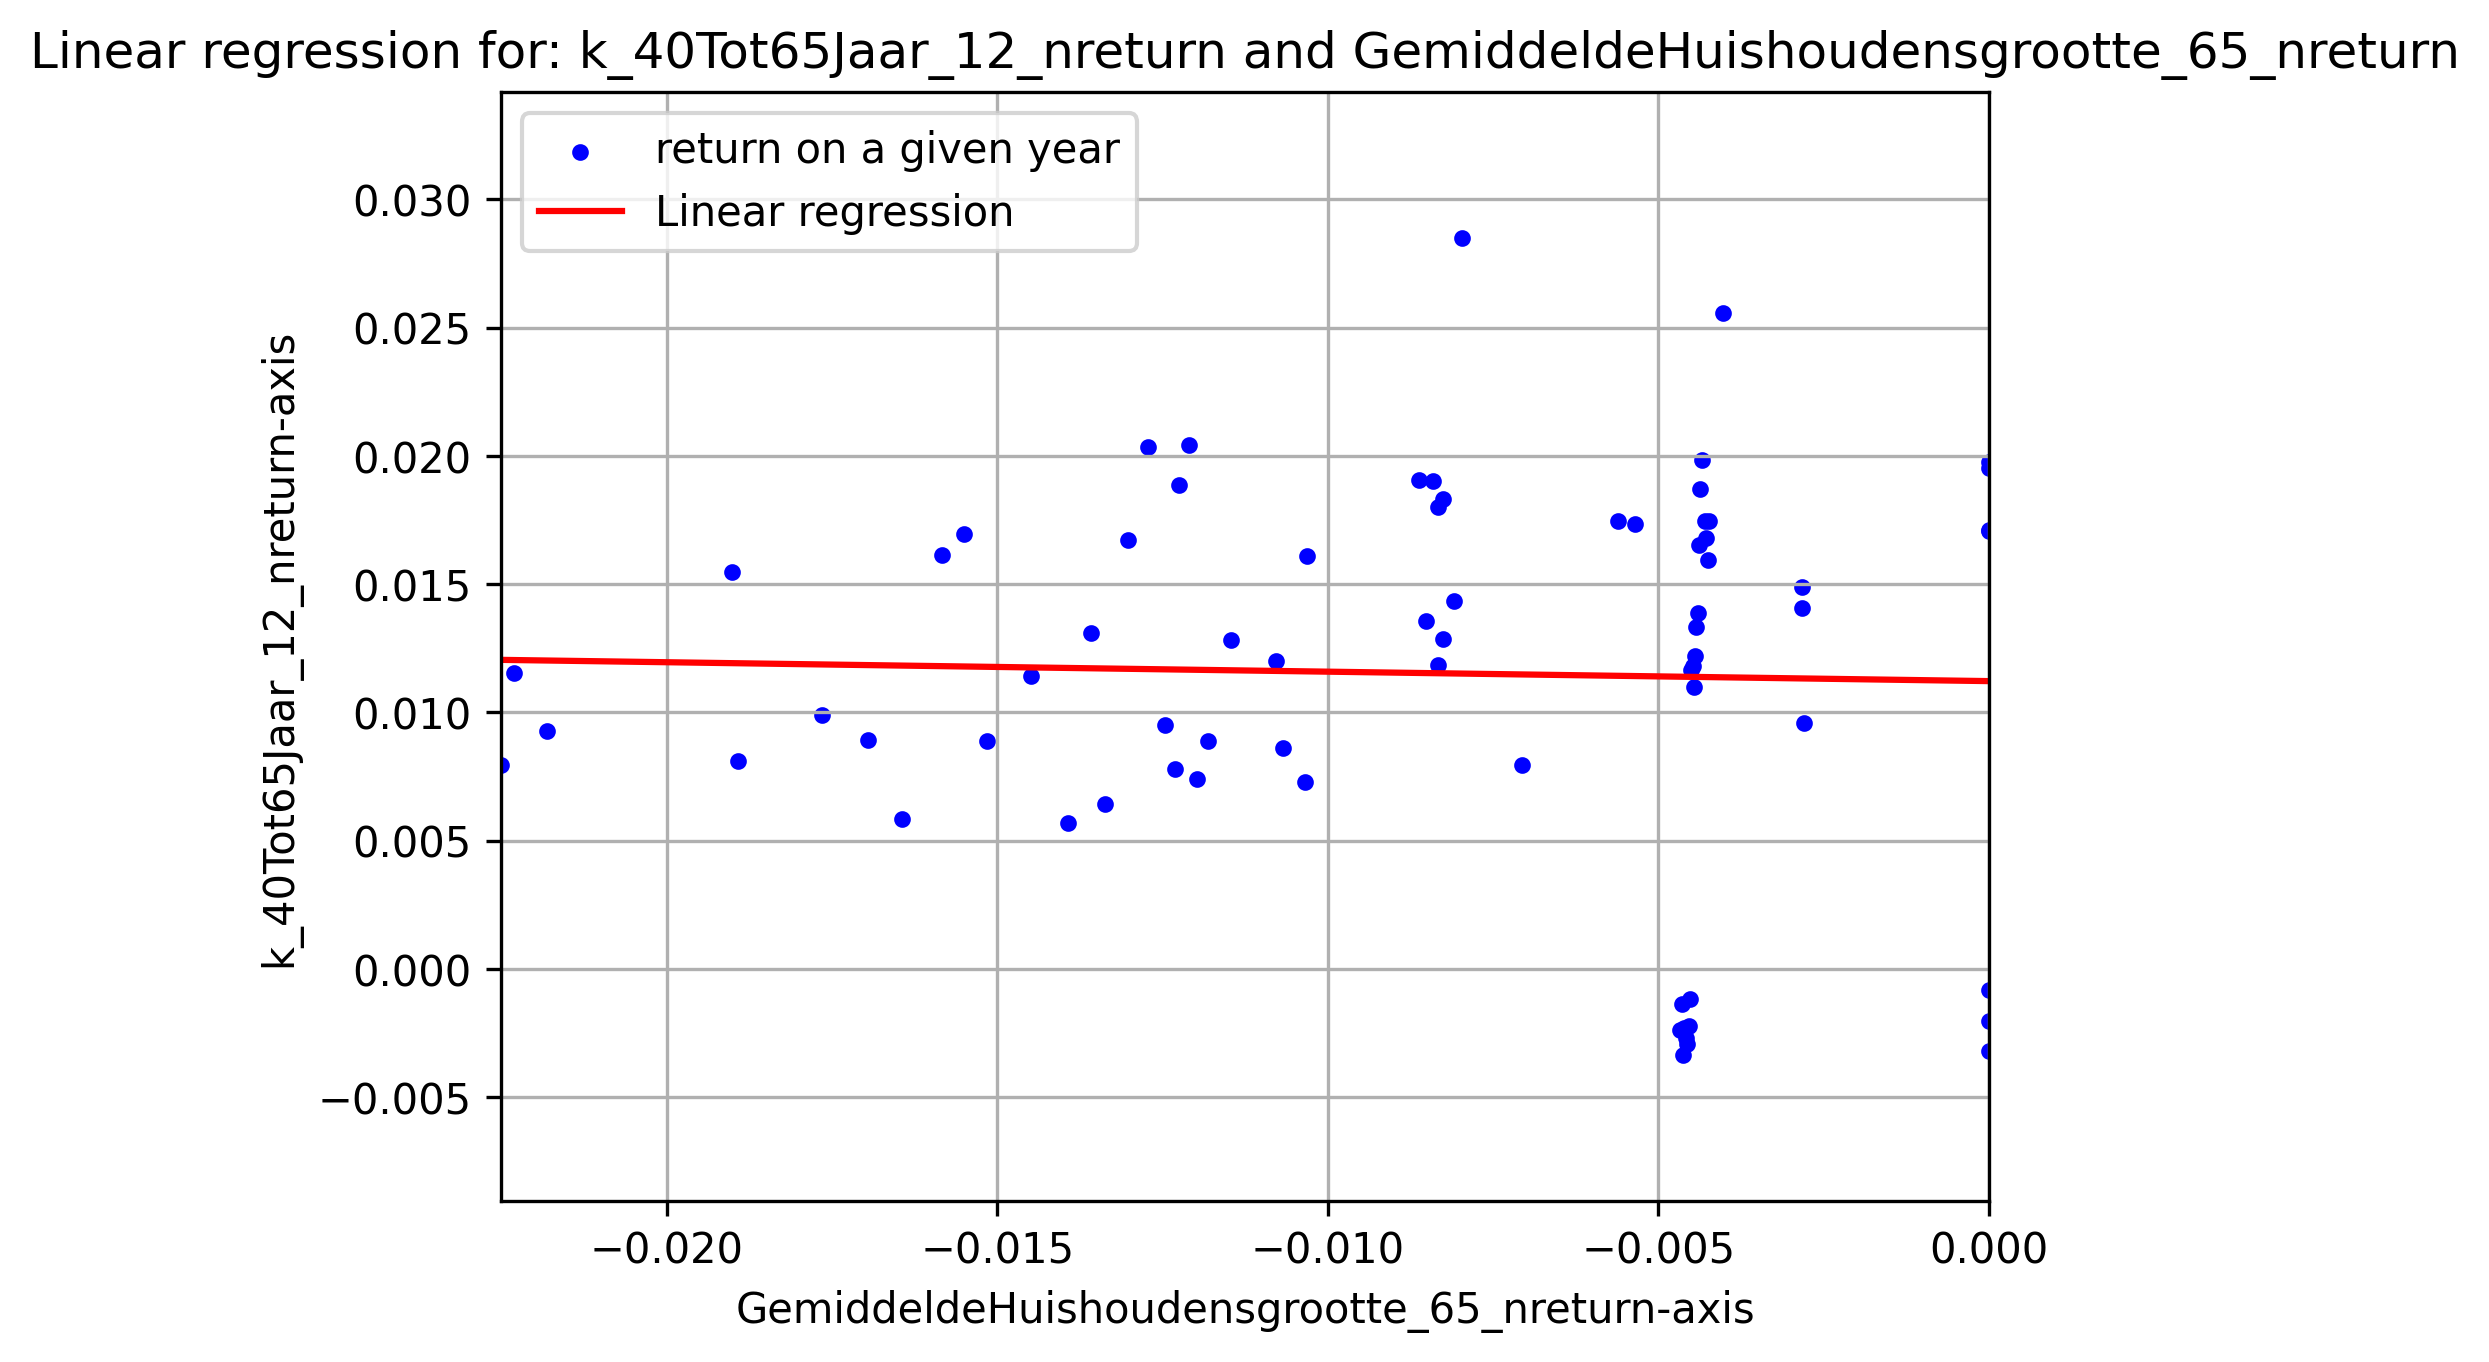 Linear regression for: k_40Tot65Jaar_12_nreturn and GemiddeldeHuishoudensgrootte_65_nreturn
return on a given year
Linear regression
0.030
0.025
0.020
0.015
0.010
0.005
0.000
−0.005
k_40Tot65Jaar_12_nreturn-axis
−0.020
−0.015
−0.010
−0.005
0.000
GemiddeldeHuishoudensgrootte_65_nreturn-axis